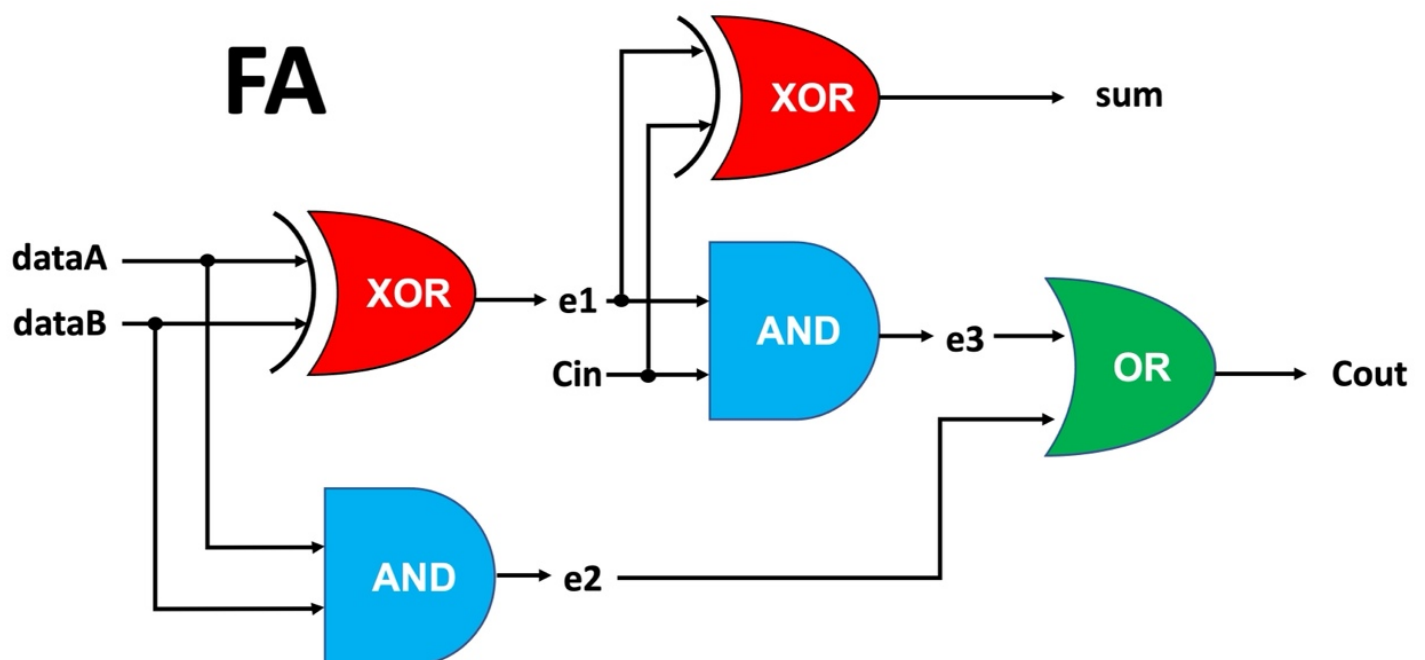 FA
XOR
sum
dataA
dataB
XOR
e1
Cin
AND
e3
OR
Cout
AND
e2